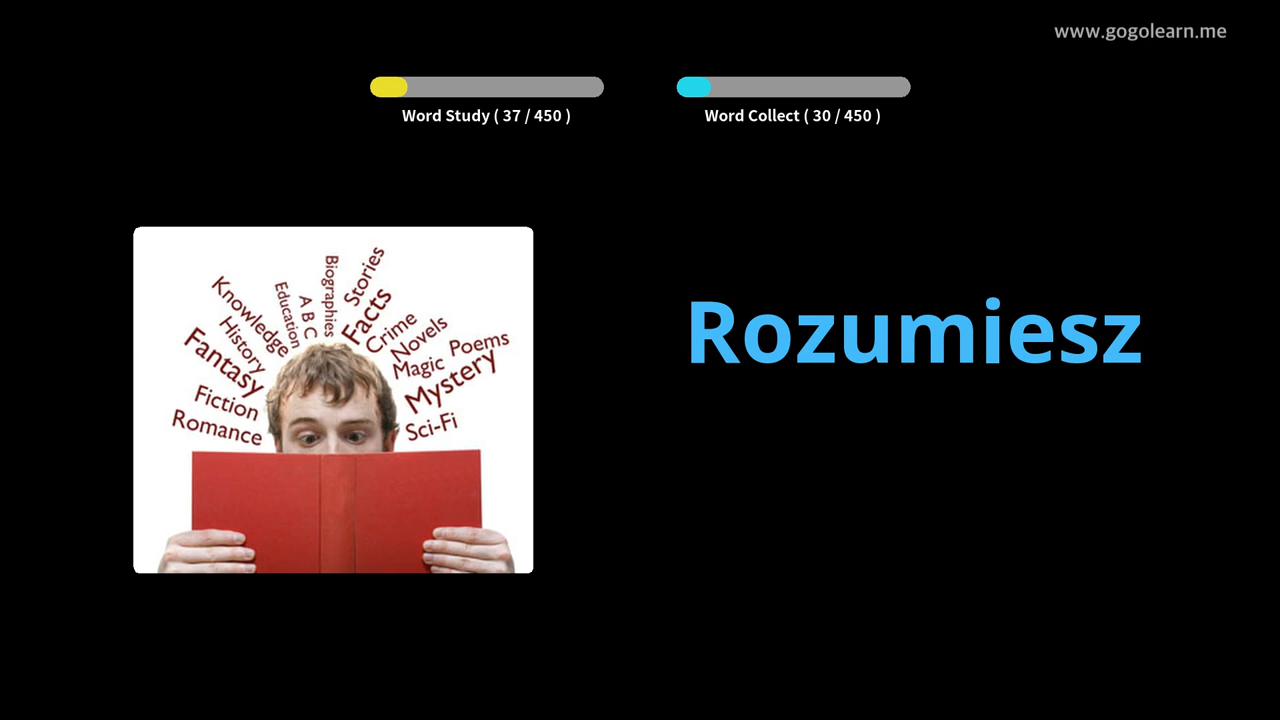 www.gogolearn.me
Word Study ( 37 / 450 )
Word Collect ( 30 / 450 )
Rozumiesz
Knowledge
Education
A B C
Biographies
Stories
Facts
Crime
Novels
Poems
History
Magic
Fantasy
Mystery
Fiction
Romance
Sci-Fi